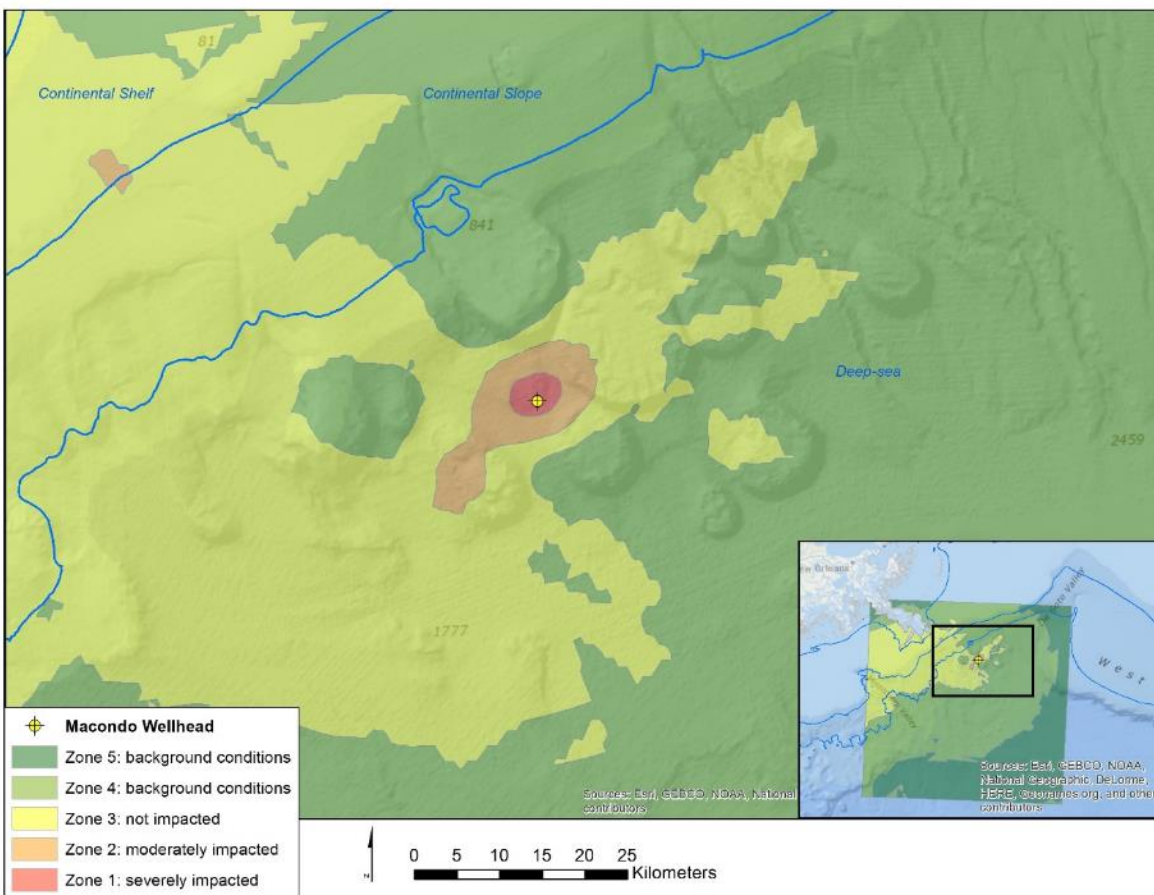 81
Continental Shelf
Continental Slope
841
Deep-sea
2459
1777
New Orleans
Valley
West
Valley
Sources: Esri, GEBCO, NOAA,
National Geographic, DeLorme,
HERE, Geonames.org, and other
contributors
Sources: Esri, GEBCO, NOAA, National
contributors
Macondo Wellhead
Zone 5: background conditions
Zone 4: background conditions
Zone 3: not impacted
Zone 2: moderately impacted
Zone 1: severely impacted
z
0 5 10 15 20 25
Kilometers